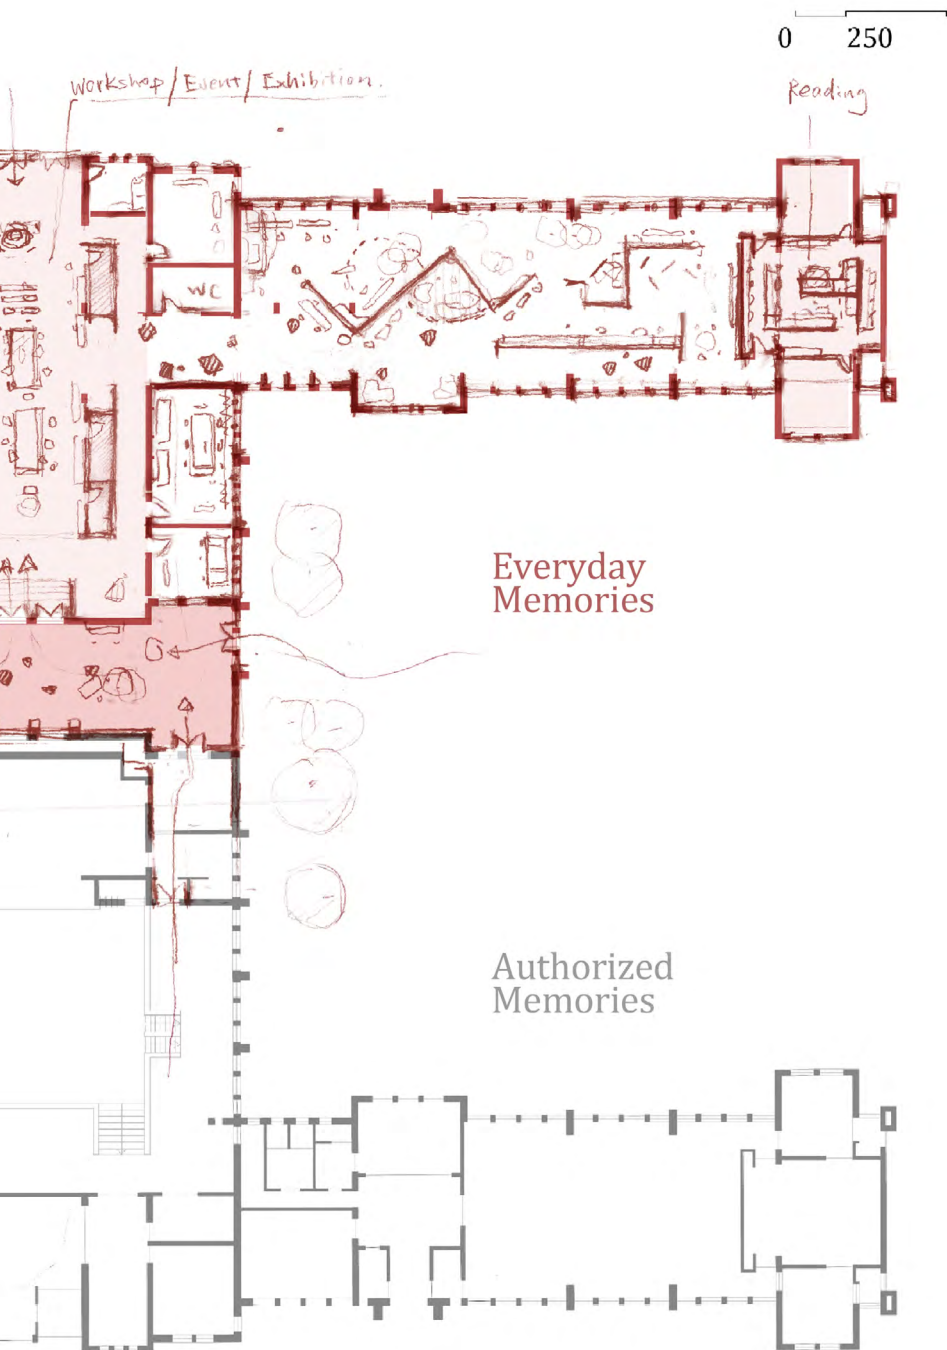 0 250
workshop/Event/Exhibition.
Reading
WC
Everyday
Memories
Authorized
Memories